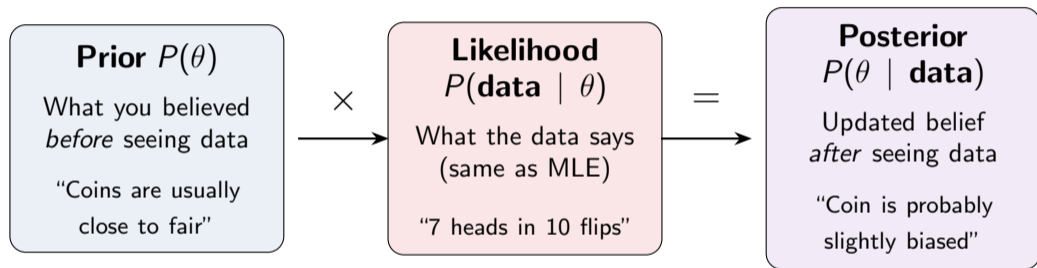 Prior P(θ)
What you believed
before seeing data
“Coins are usually
close to fair”
×
Likelihood
P(data | θ)
What the data says
(same as MLE)
“7 heads in 10 flips”
=
Posterior
P(θ | data)
Updated belief
after seeing data
“Coin is probably
slightly biased”